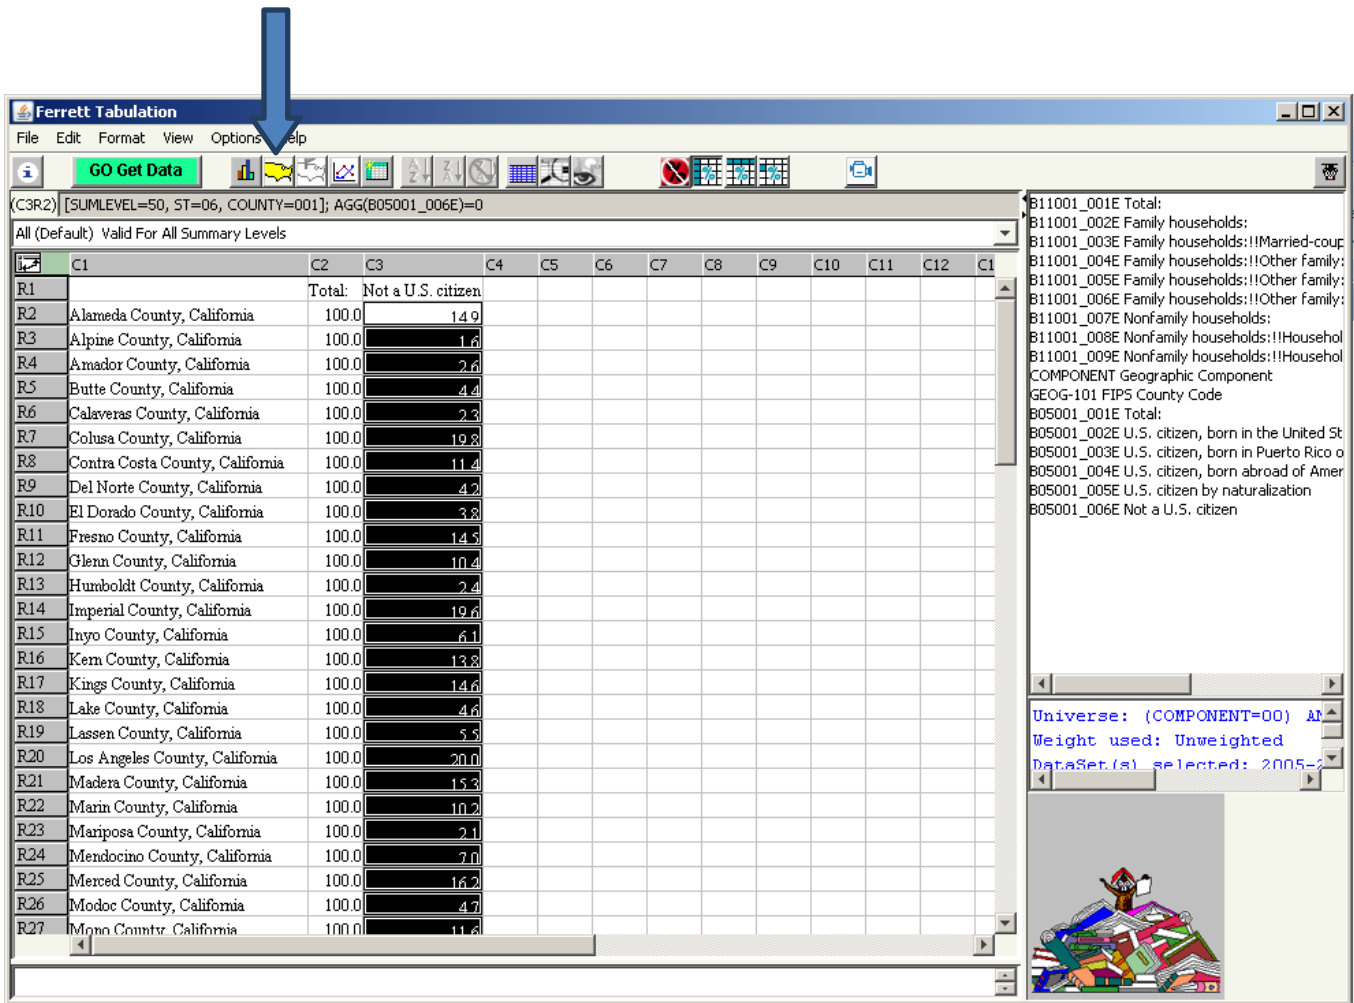 Ferrett Tabulation
File Edit Format View Options elp
GO Get Data
(C3R2) [SUMLEVEL=50, ST=06, COUNTY=001]; AGG(B05001_006E)=0
All (Default) Valid For All Summary Levels
C1 C2 C3 C4 C5 C6 C7 C8 C9 C10 C11 C12 C1
R1 Total: Not a U.S. citizen
R2 Alameda County, California 100.0 14.9
R3 Alpine County, California 100.0 1.6
R4 Amador County, California 100.0 2.6
R5 Butte County, California 100.0 4.4
R6 Calaveras County, California 100.0 2.3
R7 Colusa County, California 100.0 19.8
R8 Contra Costa County, California 100.0 11.4
R9 Del Norte County, California 100.0 4.2
R10 El Dorado County, California 100.0 3.8
R11 Fresno County, California 100.0 14.5
R12 Glenn County, California 100.0 10.4
R13 Humboldt County, California 100.0 2.4
R14 Imperial County, California 100.0 19.6
R15 Inyo County, California 100.0 6.1
R16 Kern County, California 100.0 13.8
R17 Kings County, California 100.0 14.6
R18 Lake County, California 100.0 4.6
R19 Lassen County, California 100.0 5.5
R20 Los Angeles County, California 100.0 20.0
R21 Madera County, California 100.0 15.3
R22 Marin County, California 100.0 10.2
R23 Mariposa County, California 100.0 2.1
R24 Mendocino County, California 100.0 7.0
R25 Merced County, California 100.0 16.2
R26 Modoc County, California 100.0 4.7
R27 Mono County, California 100.0 11.6
B11001_001E Total:
B11001_002E Family households:
B11001_003E Family households:!!Married-coup
B11001_004E Family households:!!Other family:
B11001_005E Family households:!!Other family:
B11001_006E Family households:!!Other family:
B11001_007E Nonfamily households:
B11001_008E Nonfamily households:!!Househol
B11001_009E Nonfamily households:!!Househol
COMPONENT Geographic Component
GEOG-101 FIPS County Code
B05001_001E Total:
B05001_002E U.S. citizen, born in the United St
B05001_003E U.S. citizen, born in Puerto Rico o
B05001_004E U.S. citizen, born abroad of Amer
B05001_005E U.S. citizen by naturalization
B05001_006E Not a U.S. citizen
Universe: (COMPONENT=00) AN
Weight used: Unweighted
DataSet(s) selected: 2005-2